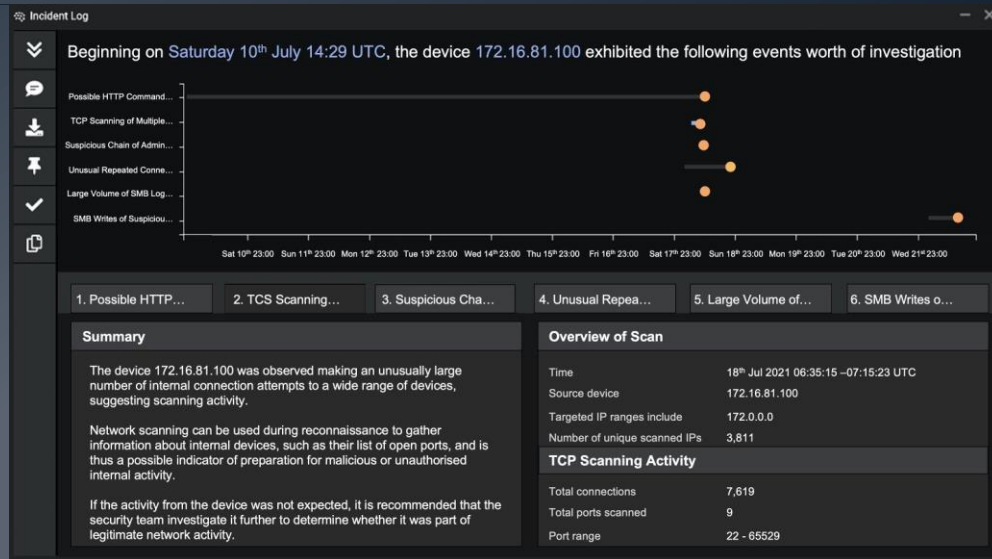 Incident Log
Beginning on Saturday 10th July 14:29 UTC, the device 172.16.81.100 exhibited the following events worth of investigation
Possible HTTP Command...
TCP Scanning of Multiple...
Suspicious Chain of Admin...
Unusual Repeated Conne...
Large Volume of SMB Log...
SMB Writes of Suspiciou...
Sat 10th 23:00 Sun 11th 23:00 Mon 12th 23:00 Tue 13th 23:00 Wed 14th 23:00 Thu 15th 23:00 Fri 16th 23:00 Sat 17th 23:00 Sun 18th 23:00 Mon 19th 23:00 Tue 20th 23:00 Wed 21st 23:00
1. Possible HTTP... 2. TCS Scanning... 3. Suspicious Cha... 4. Unusual Repea... 5. Large Volume of... 6. SMB Writes o...
Summary
The device 172.16.81.100 was observed making an unusually large
number of internal connection attempts to a wide range of devices,
suggesting scanning activity.
Network scanning can be used during reconnaissance to gather
information about internal devices, such as their list of open ports, and is
thus a possible indicator of preparation for malicious or unauthorised
internal activity.
If the activity from the device was not expected, it is recommended that the
security team investigate it further to determine whether it was part of
legitimate network activity.
Overview of Scan
Time 18th Jul 2021 06:35:15 –07:15:23 UTC
Source device 172.16.81.100
Targeted IP ranges include 172.0.0.0
Number of unique scanned IPs 3,811
TCP Scanning Activity
Total connections 7,619
Total ports scanned 9
Port range 22 - 65529